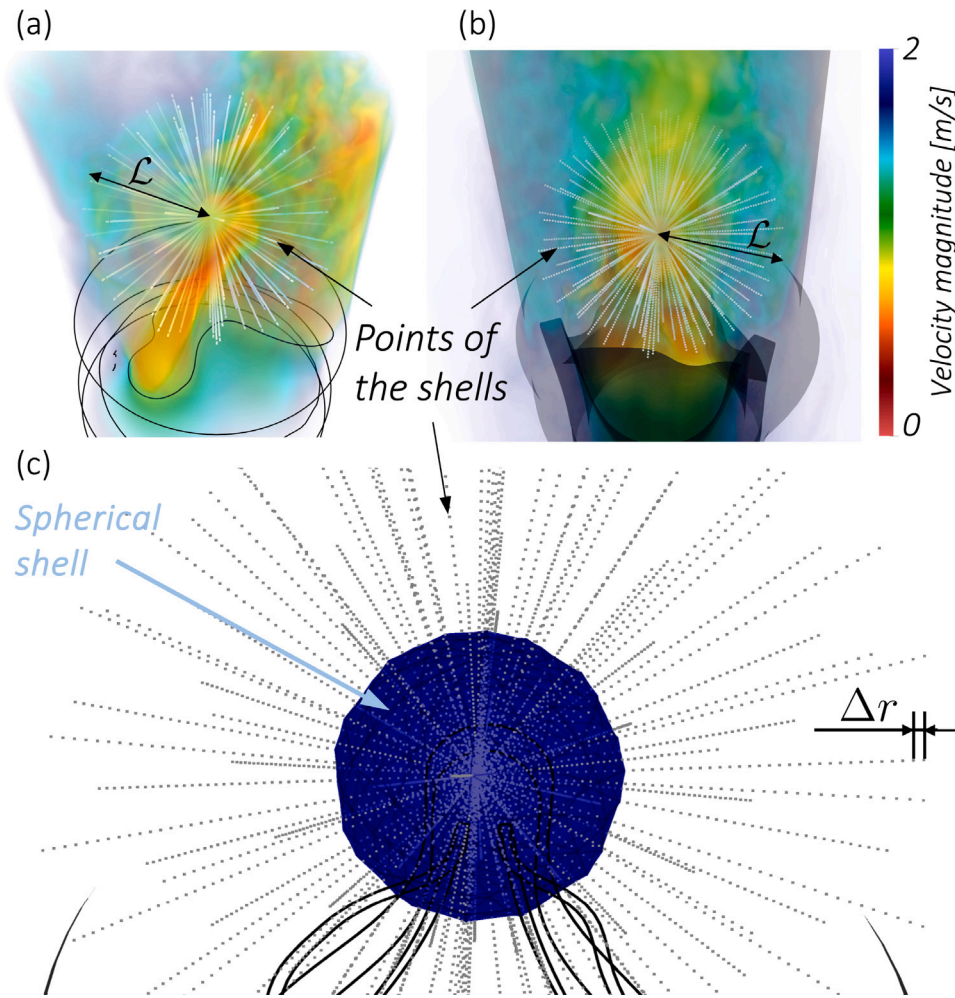 (a)
(b)
ℒ
ℒ
2
Velocity magnitude [m/s]
0
Points of
the shells
(c)
Spherical
shell
Δr